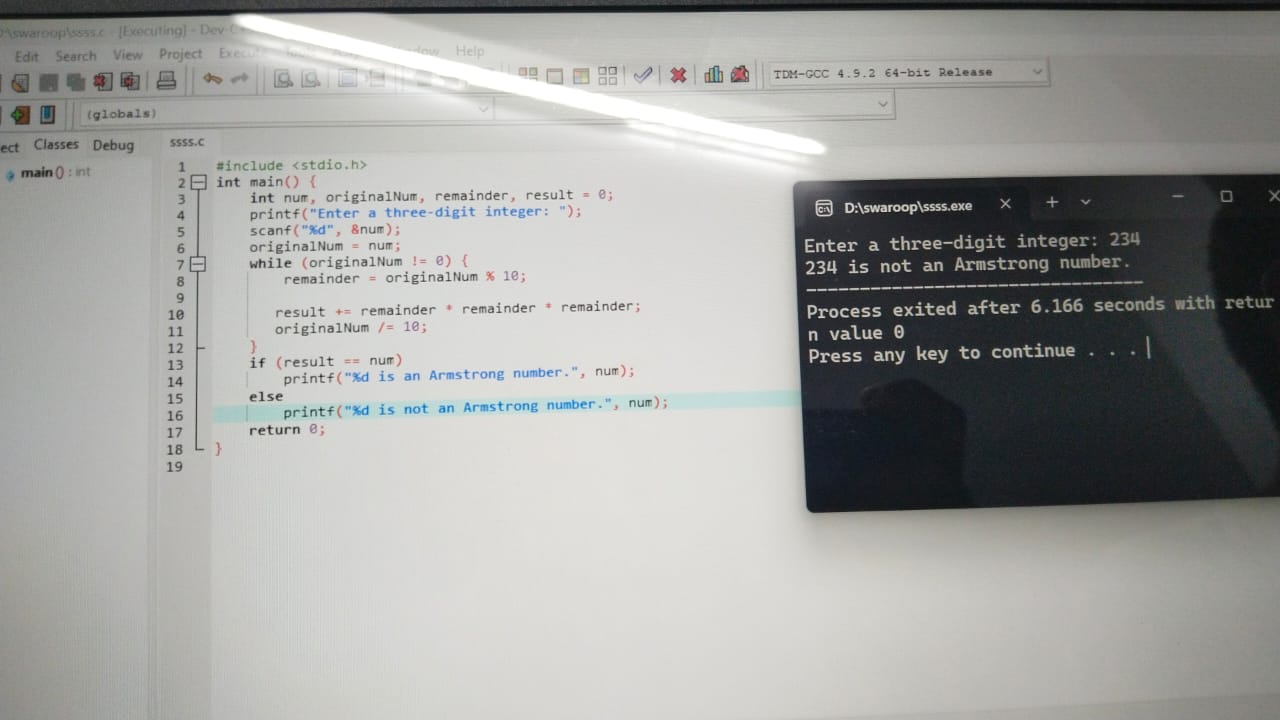 D:\swaroop\ssss.c - [Executing] - Dev-C
Edit Search View Project Help
TDM-GCC 4.9.2 64-bit Release
(globals)
Classes Debug
ssss.c
main() : int
1 #include <stdio.h>
2 int main() {
3 int num, originalNum, remainder, result = 0;
4 printf("Enter a three-digit integer: ");
5 scanf("%d", &num);
6 originalNum = num;
7 while (originalNum != 0) {
8 remainder = originalNum % 10;
9
10 result += remainder * remainder * remainder;
11 originalNum /= 10;
12 }
13 if (result == num)
14 printf("%d is an Armstrong number.", num);
15 else
16 printf("%d is not an Armstrong number.", num);
17 return 0;
18 }
19
D:\swaroop\ssss.exe
Enter a three-digit integer: 234
234 is not an Armstrong number.
--------------------------------
Process exited after 6.166 seconds with retur
n value 0
Press any key to continue . . .